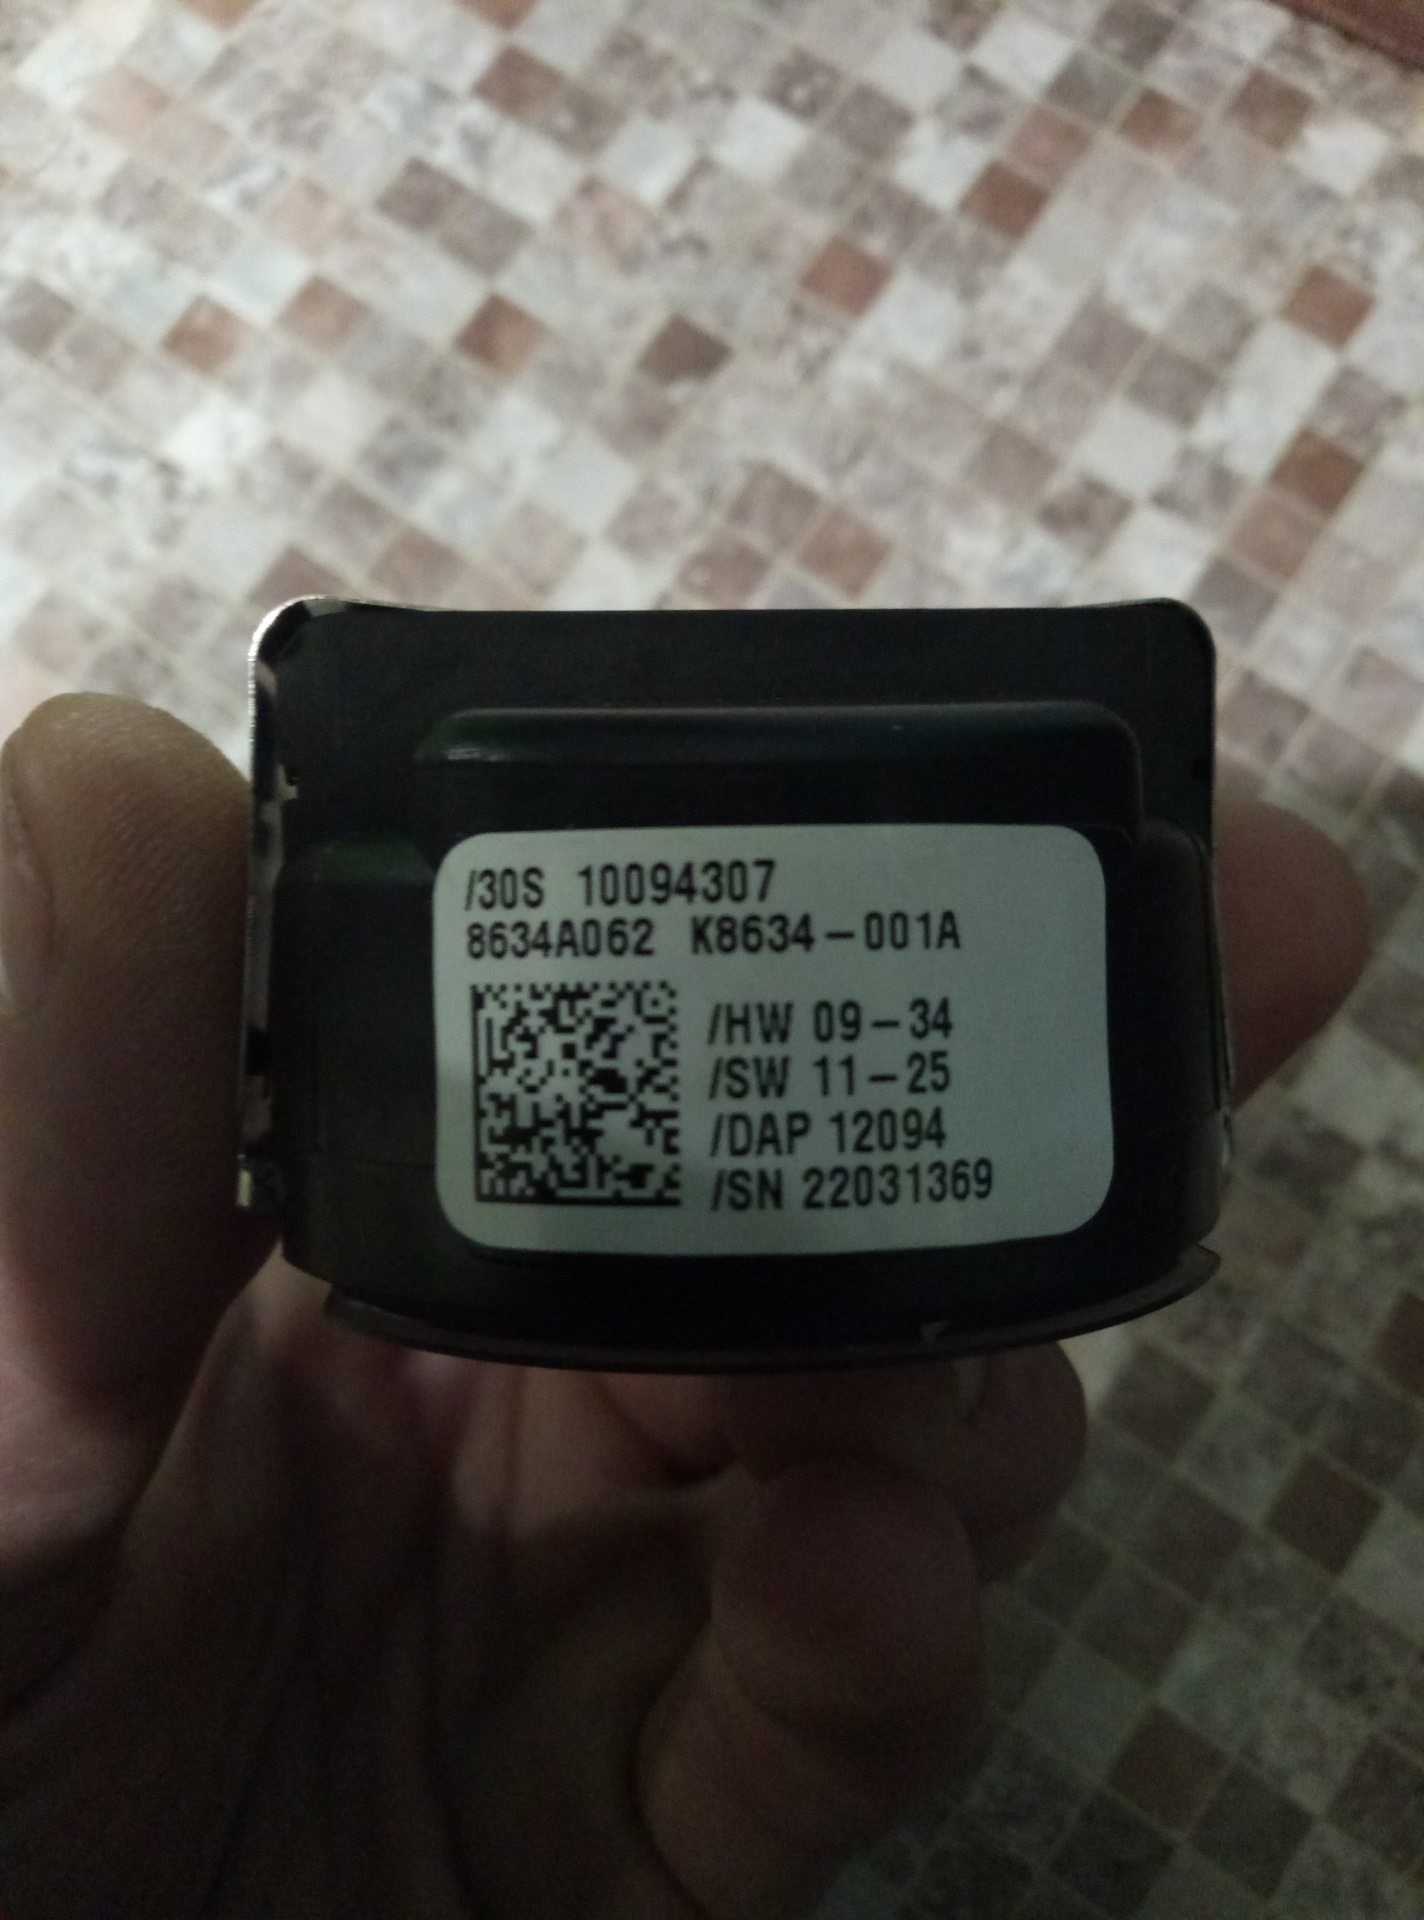 /30S 10094307
8634A062 K8634-001A
/HW 09-34
/SW 11-25
/DAP 12094
/SN 22031369